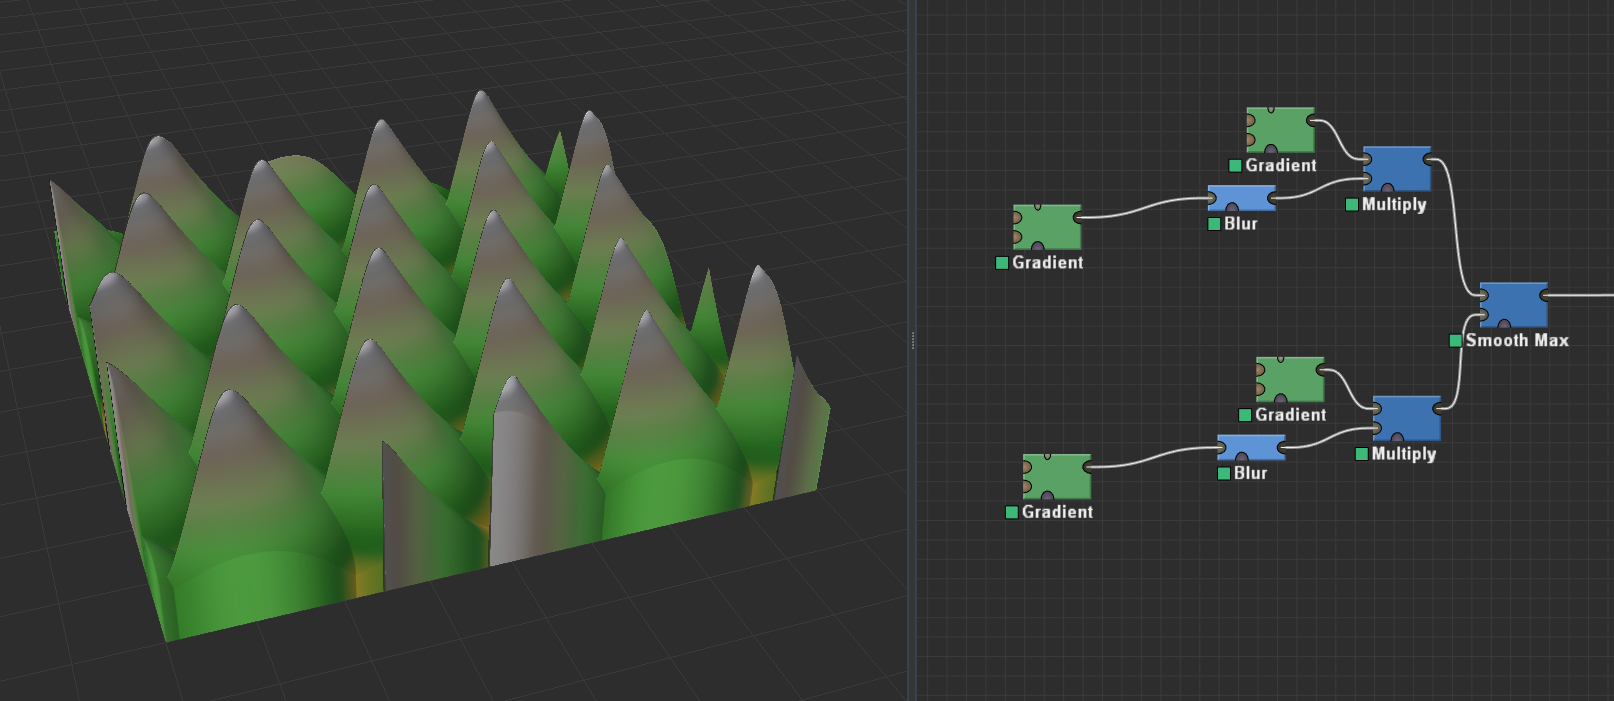 Gradient
Multiply
Blur
Gradient
Smooth Max
Gradient
Multiply
Blur
Gradient